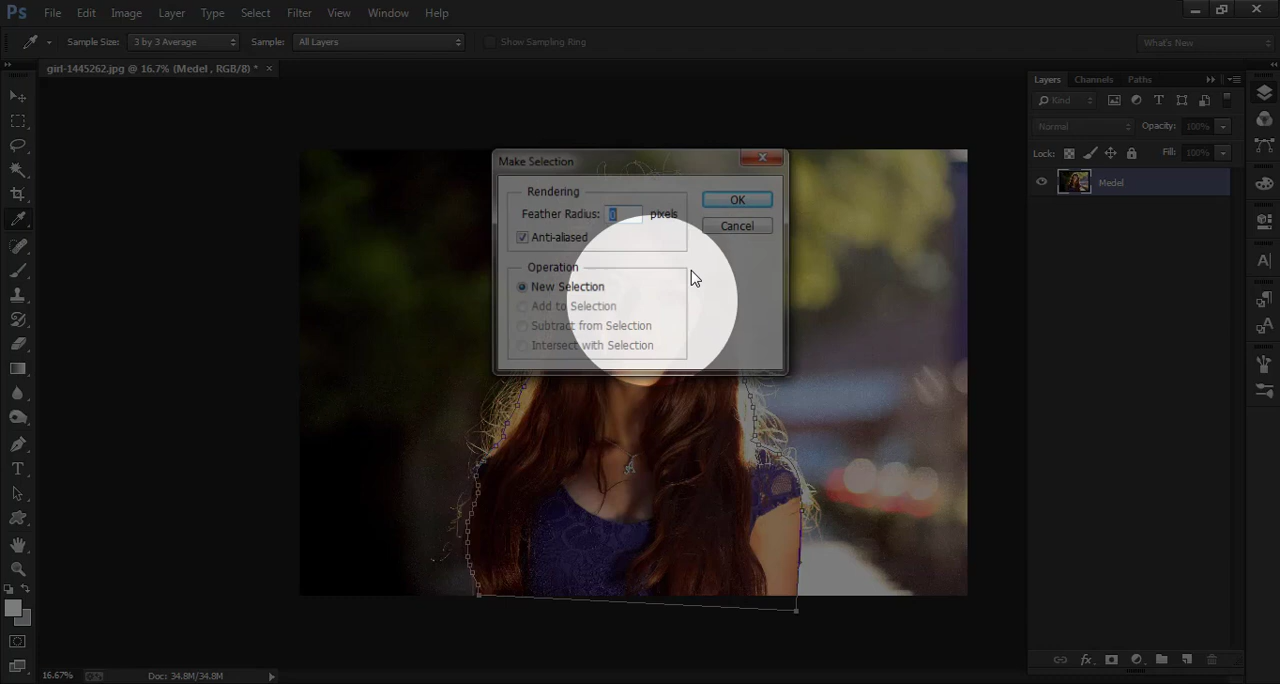 Ps File Edit Image Layer Type Select Filter View Window Help
Sample Size: 3 by 3 Average Sample: All Layers Show Sampling Ring What's New
girl-1445262.jpg @ 16.7% (Medel , RGB/8) * ×
Layers Channels Paths
Kind
Normal Opacity: 100%
Lock: Fill: 100%
Medel
Make Selection
Rendering
Feather Radius: 0 pixels
Anti-aliased
OK
Cancel
Operation
New Selection
Add to Selection
Subtract from Selection
Intersect with Selection
A
16.67% Doc: 34.8M/34.8M